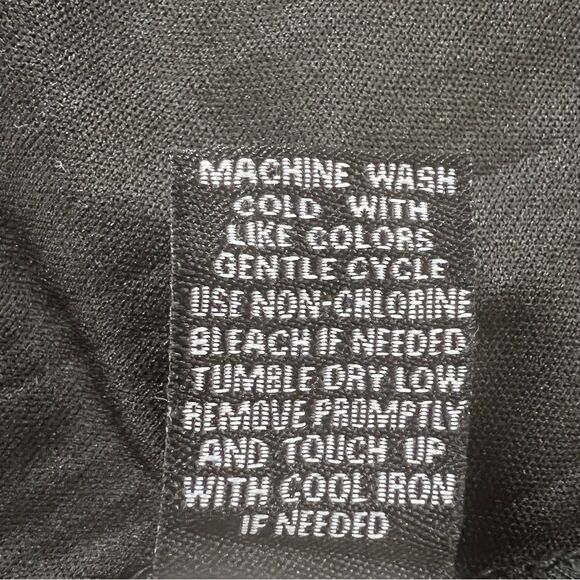 MACHINE WASH
COLD WITH
LIKE COLORS
GENTLE CYCLE
USE NON-CHLORINE
BLEACH IF NEEDED
TUMBLE DRY LOW
REMOVE PROMPTLY
AND TOUCH UP
WITH COOL IRON
IF NEEDED